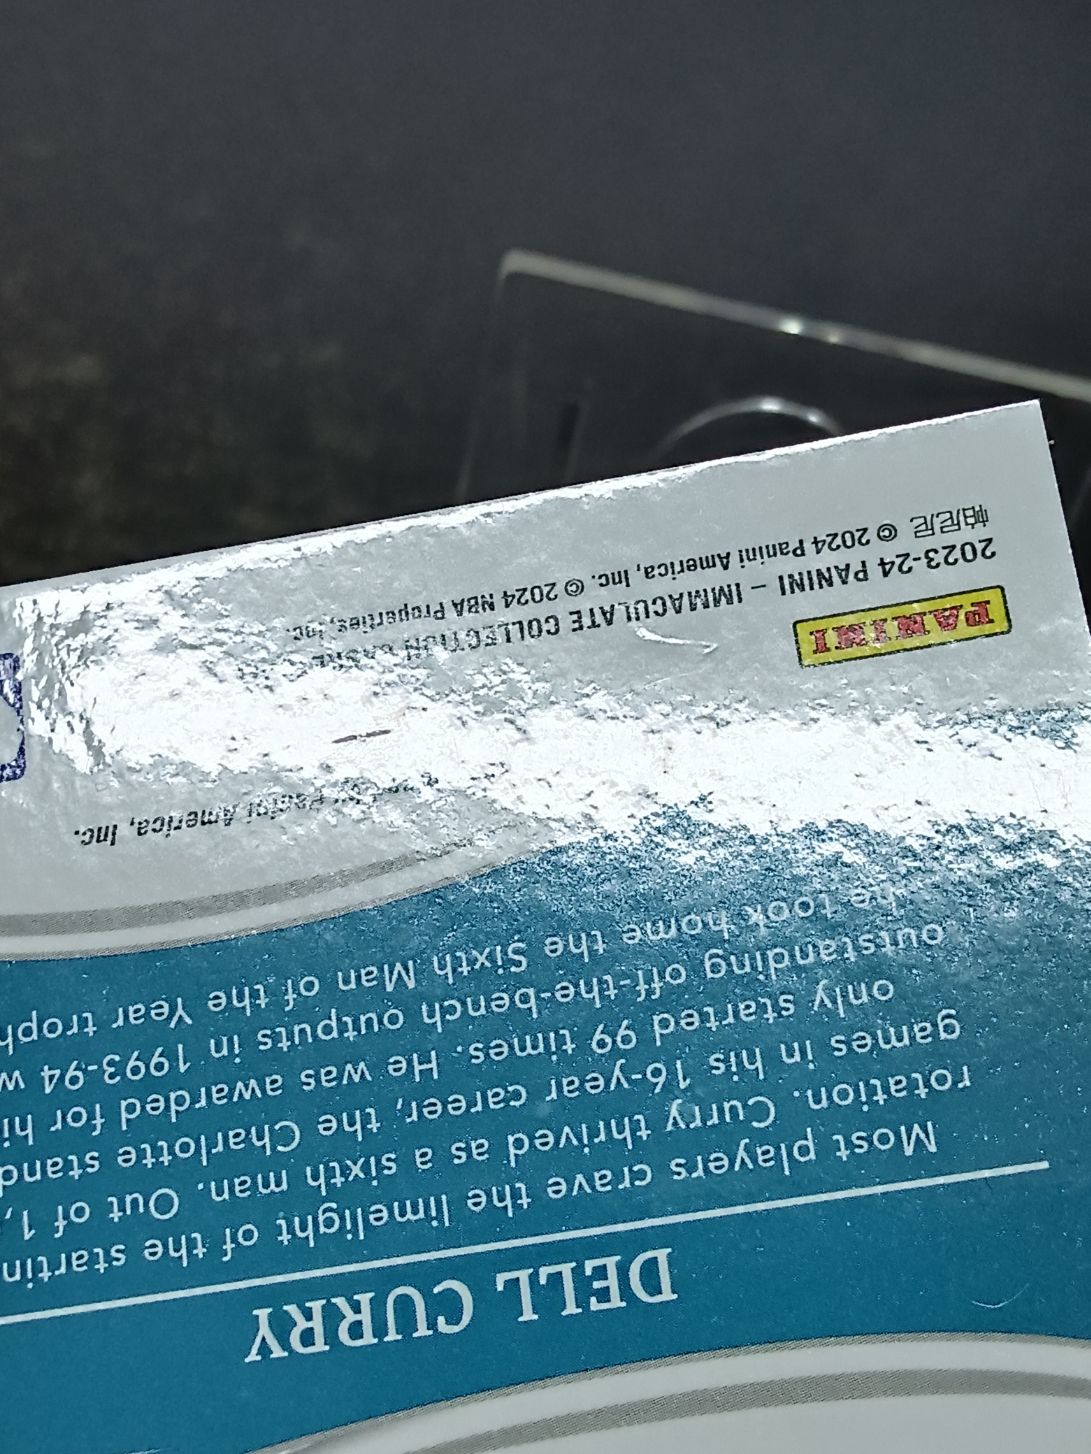 DELL CURRY
Most players crave the limelight of the startin
rotation. Curry thrived as a sixth man. Out of 1,
games in his 16-year career, the Charlotte stand
only started 99 times. He was awarded for hi
outstanding off-the-bench outputs in 1993-94 w
he took home the Sixth Man of the Year troph
Panini America, Inc.
PANINI
2023-24 PANINI – IMMACULATE COLLECTION
帕尼尼 © 2024 Panini America, Inc. © 2024 NBA Properties, Inc.